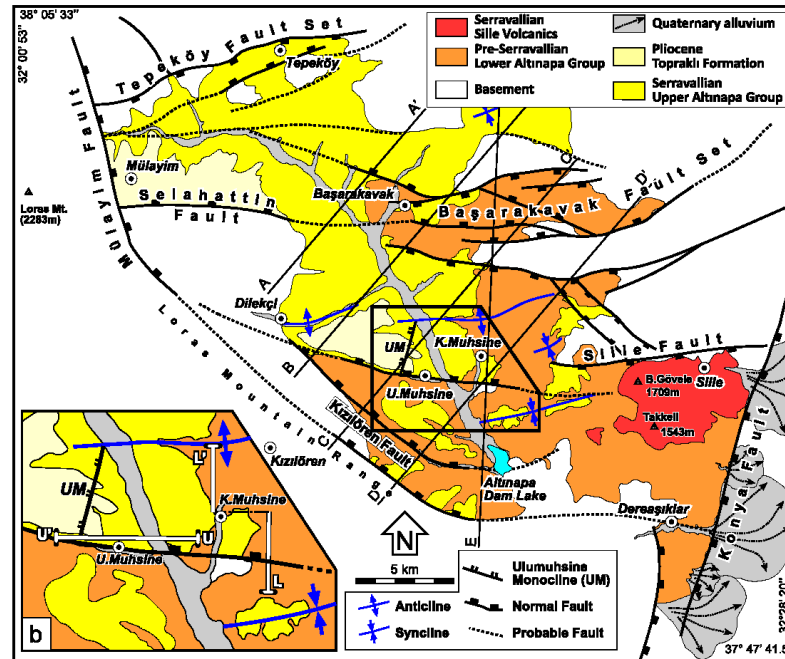 38° 05' 33"
32° 00' 53"
Serravallian
Sille Volcanics
Pre-Serravallian
Lower Altınapa Group
Basement
Quaternary alluvium
Pliocene
Topraklı Formation
Serravallian
Upper Altınapa Group
Tepeköy Fault Set
Tepeköy
A'
C'
D'
Mülayim
Mülayim Fault
Loras Mt.
(2283m)
Selahattin
Fault
Başarakavak
Başarakavak Fault Set
A
Dilekçi
B
UM
K.Muhsine
U.Muhsine
Sille Fault
B.Gövele
1709m
Sille
Takkeli
1543m
Loras Mountain Range
Kızılören Fault
C
D
E
Kızılören
Altınapa
Dam Lake
Dereaşıklar
Konya Fault
N
5 km
UM
L'
K.Muhsine
U'
U
U.Muhsine
L
b
Anticline
Syncline
Ulumuhsine
Monocline (UM)
Normal Fault
Probable Fault
32° 28' 20"
37° 47' 41.5